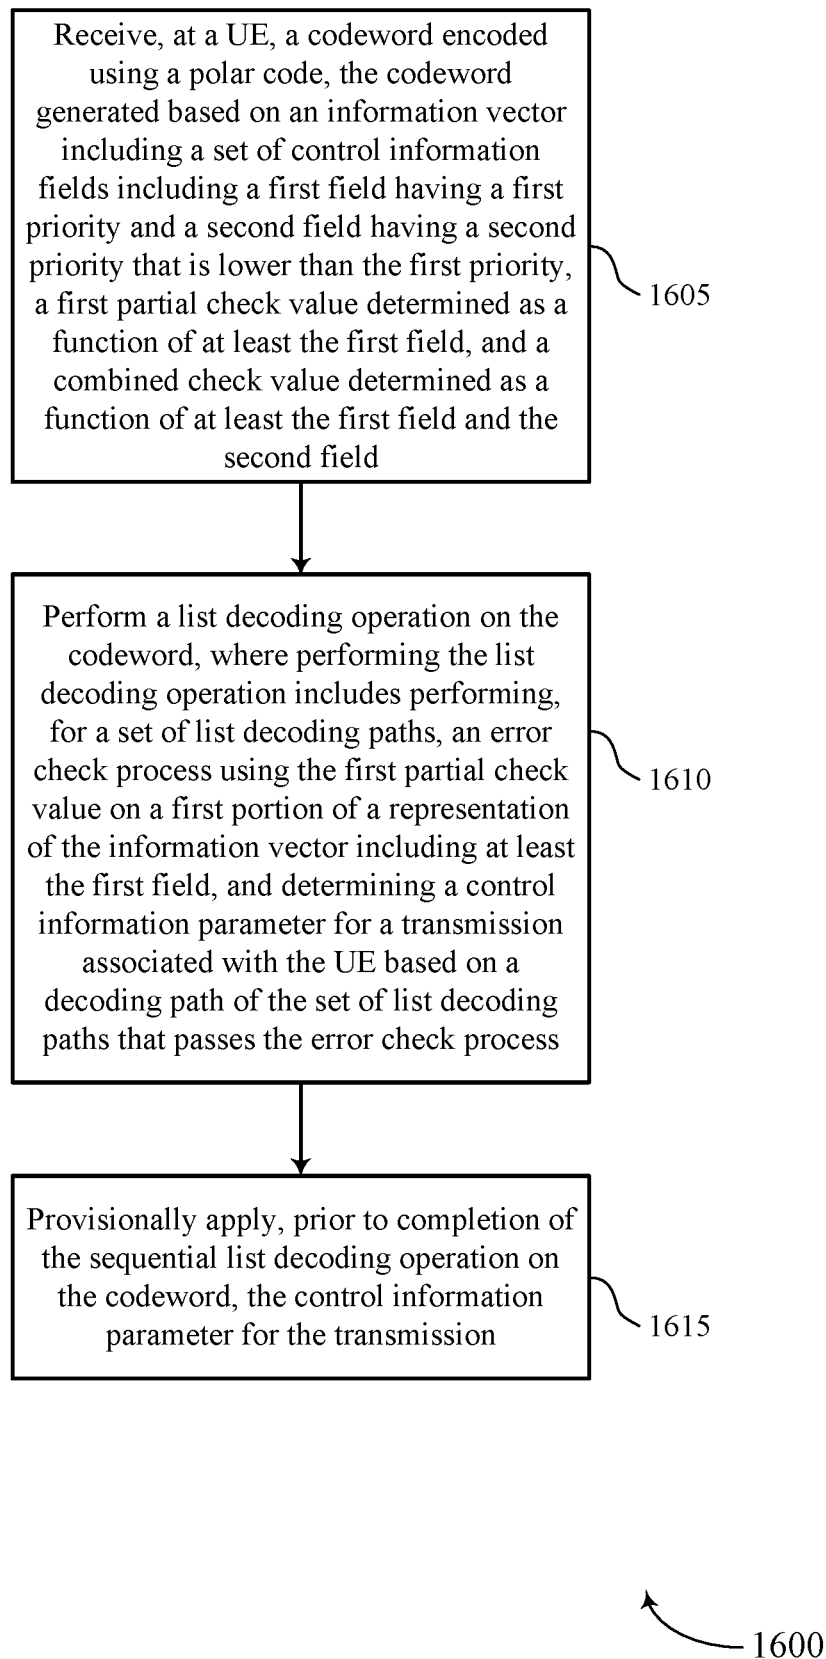 Receive, at a UE, a codeword encoded
using a polar code, the codeword
generated based on an information vector
including a set of control information
fields including a first field having a first
priority and a second field having a second
priority that is lower than the first priority,
a first partial check value determined as a
function of at least the first field, and a
combined check value determined as a
function of at least the first field and the
second field
1605
Perform a list decoding operation on the
codeword, where performing the list
decoding operation includes performing,
for a set of list decoding paths, an error
check process using the first partial check
value on a first portion of a representation
of the information vector including at least
the first field, and determining a control
information parameter for a transmission
associated with the UE based on a
decoding path of the set of list decoding
paths that passes the error check process
1610
Provisionally apply, prior to completion of
the sequential list decoding operation on
the codeword, the control information
parameter for the transmission
1615
1600